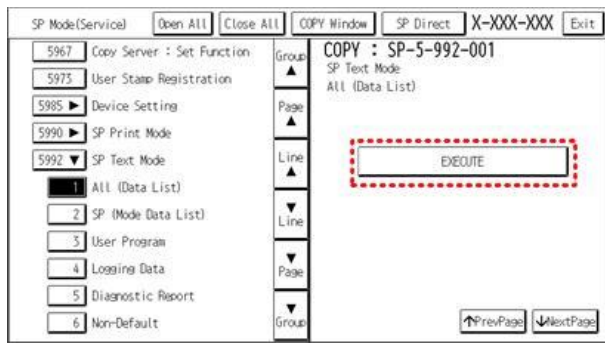 SP Mode(Service) Open All Close All COPY Window SP Direct X-XXX-XXX Exit
5967 Copy Server : Set Function
5973 User Stamp Registration
5985 ► Device Setting
5990 ► SP Print Mode
5992 ▼ SP Text Mode
1 All (Data List)
2 SP (Mode Data List)
3 User Program
4 Logging Data
5 Diagnostic Report
6 Non-Default
Group
▲
Page
▲
Line
▲
▼
Line
▼
Page
▼
Group
COPY : SP-5-992-001
SP Text Mode
All (Data List)
EXECUTE
↑PrevPage ↓NextPage